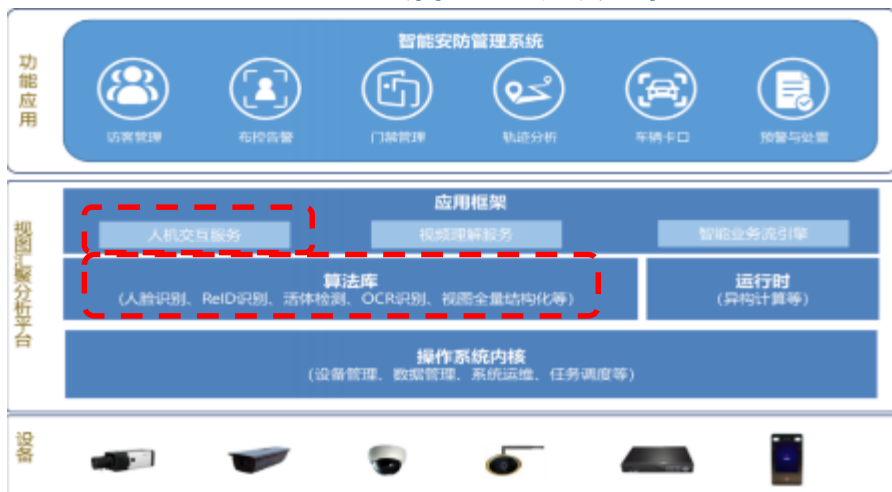 智能安防管理系统
功能应用
访客管理
布控告警
门禁管理
轨迹分析
车辆卡口
预警与处置
视图汇聚分析平台
应用框架
人机交互服务
视频理解服务
智能业务流引擎
算法库
(人脸识别、ReID识别、活体检测、OCR识别、视图全量结构化等)
运行时
(异构计算等)
操作系统内核
(设备管理、数据管理、系统运维、任务调度等)
设备